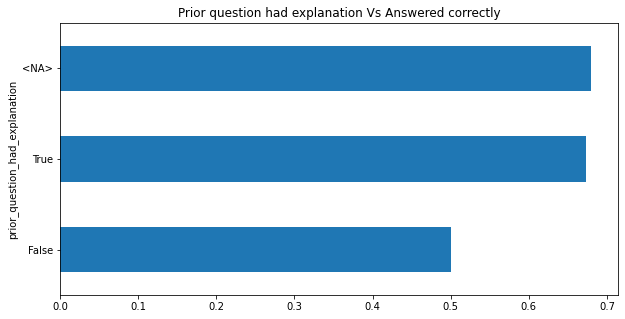 Prior question had explanation Vs Answered correctly
prior_question_had_explanation
<NA>
True
False
0.0 0.1 0.2 0.3 0.4 0.5 0.6 0.7